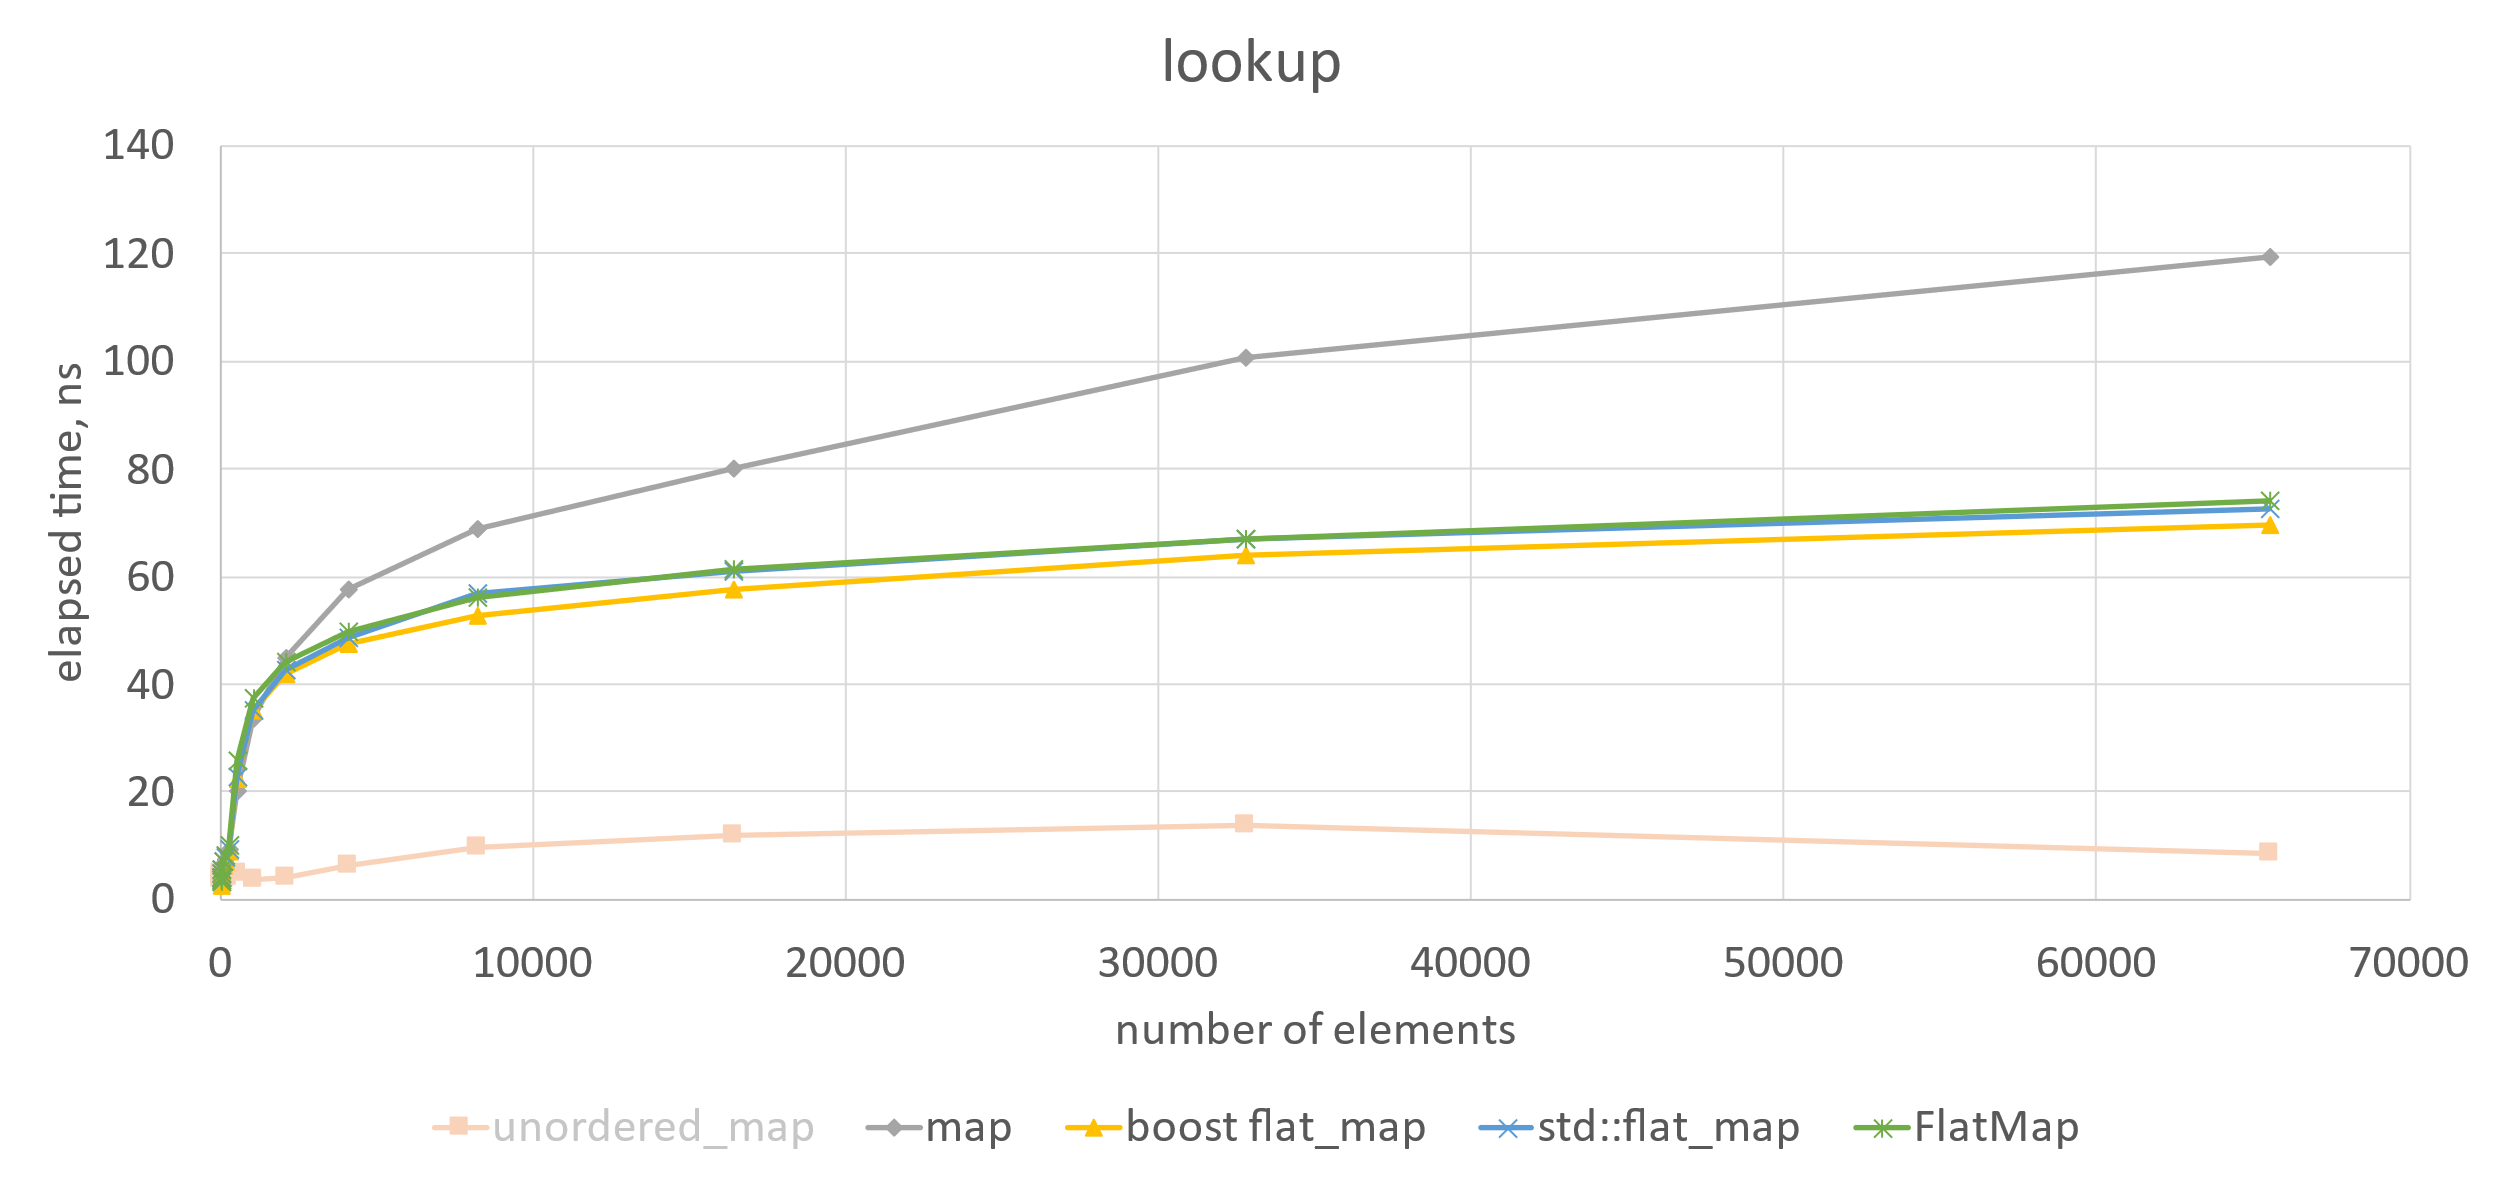 lookup
140
120
100
80
60
40
20
0
elapsed time, ns
0 10000 20000 30000 40000 50000 60000 70000
number of elements
unordered_map map boost flat_map std::flat_map FlatMap